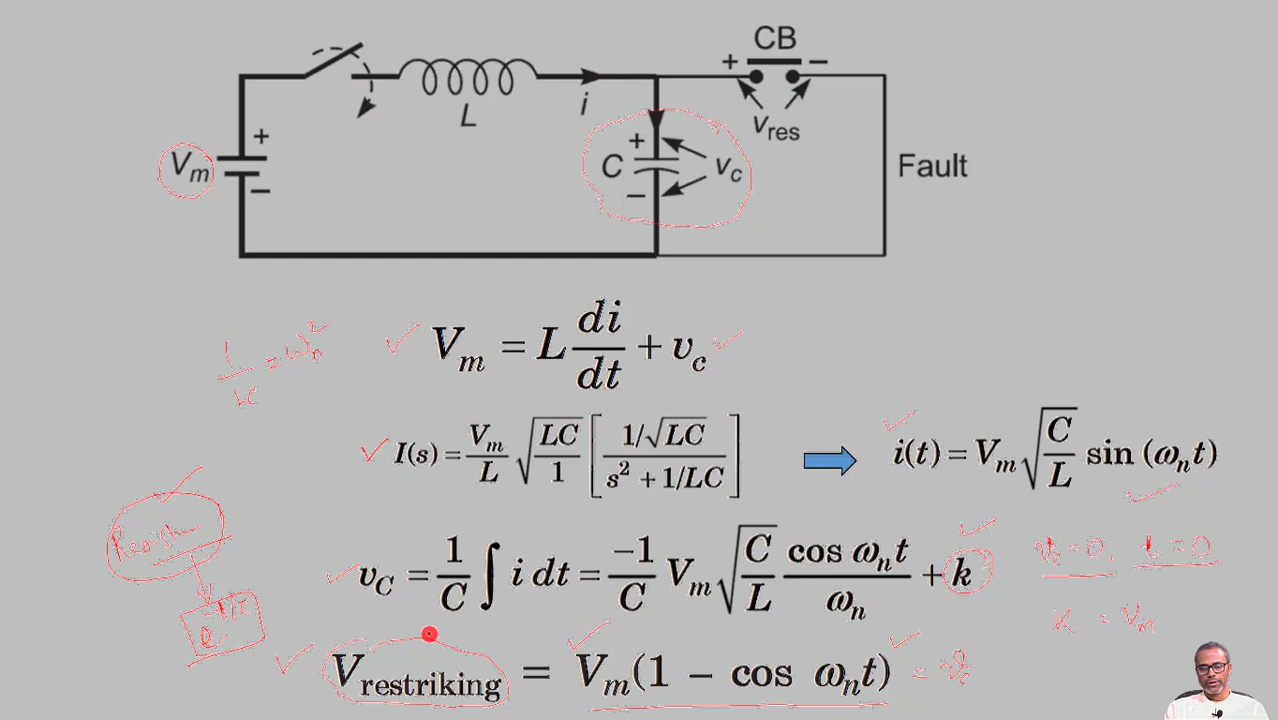 CB
+ −
V_m + −
L
i
v_res
+ C − v_c
Fault
1/LC = ω_n²
V_m = L di/dt + v_c
I(s) = V_m/L √(LC/1) [ (1/√LC) / (s² + 1/LC) ]
i(t) = V_m √(C/L) sin (ω_n t)
v_C = 1/C ∫ i dt = −1/C V_m √(C/L) (cos ω_n t)/ω_n + k
v_c = 0, t = 0
k = V_m
e^(−t/τ)
V_restriking = V_m(1 − cos ω_n t) = v_c